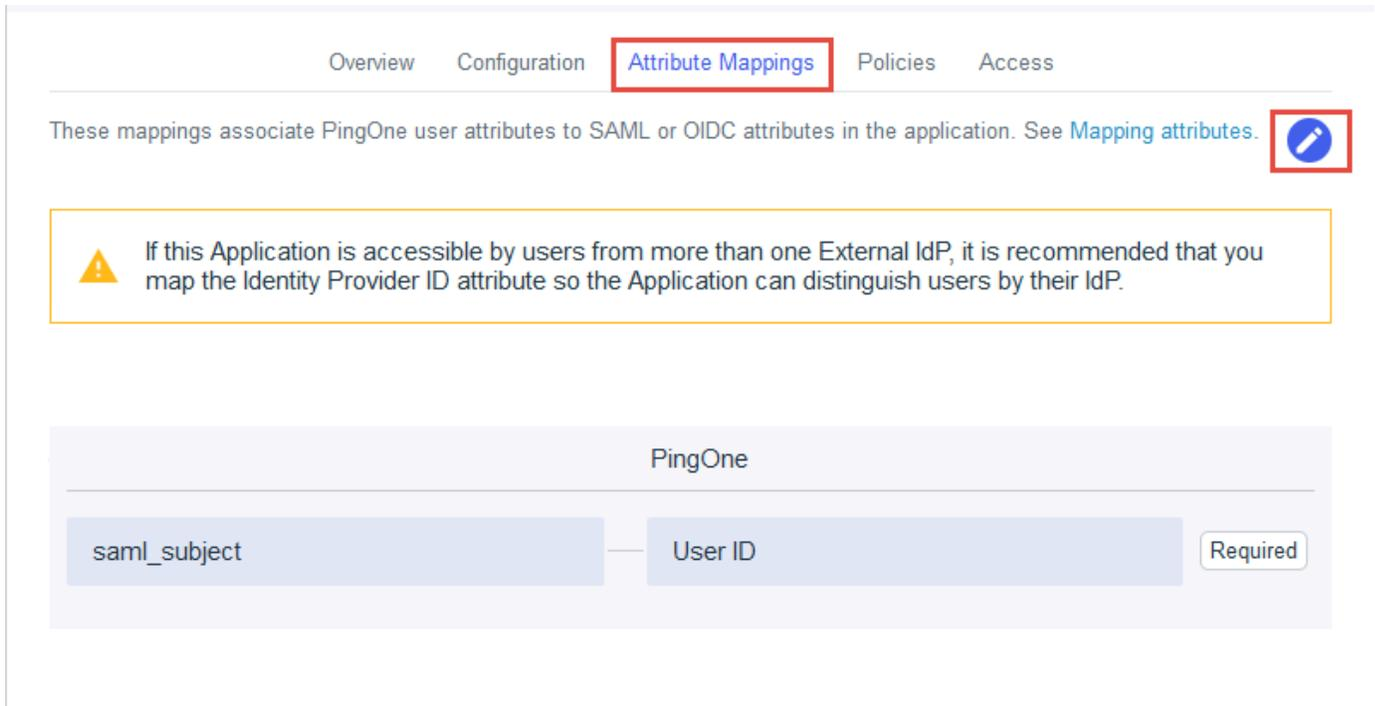 Overview Configuration Attribute Mappings Policies Access
These mappings associate PingOne user attributes to SAML or OIDC attributes in the application. See Mapping attributes.
If this Application is accessible by users from more than one External IdP, it is recommended that you
map the Identity Provider ID attribute so the Application can distinguish users by their IdP.
PingOne
saml_subject User ID Required